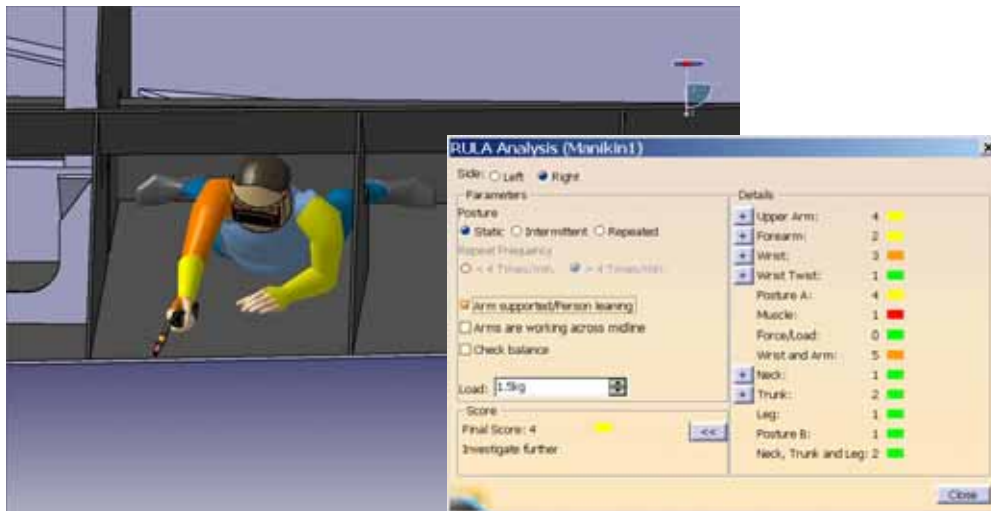 RULA Analysis (Manikin1)
Side: Left Right
Parameters
Posture
Static Intermittent Repeated
Repeat Frequency
< 4 Times/min. > 4 Times/min.
Arm supported/Person leaning
Arms are working across midline
Check balance
Load: 1.5kg
Score
Final Score: 4
<<
Investigate further
Details
+ Upper Arm: 4
+ Forearm: 2
+ Wrist: 3
+ Wrist Twist: 1
Posture A: 4
Muscle: 1
Force/Load: 0
Wrist and Arm: 5
+ Neck: 1
+ Trunk: 2
Leg: 1
Posture B: 1
Neck, Trunk and Leg: 2
Close